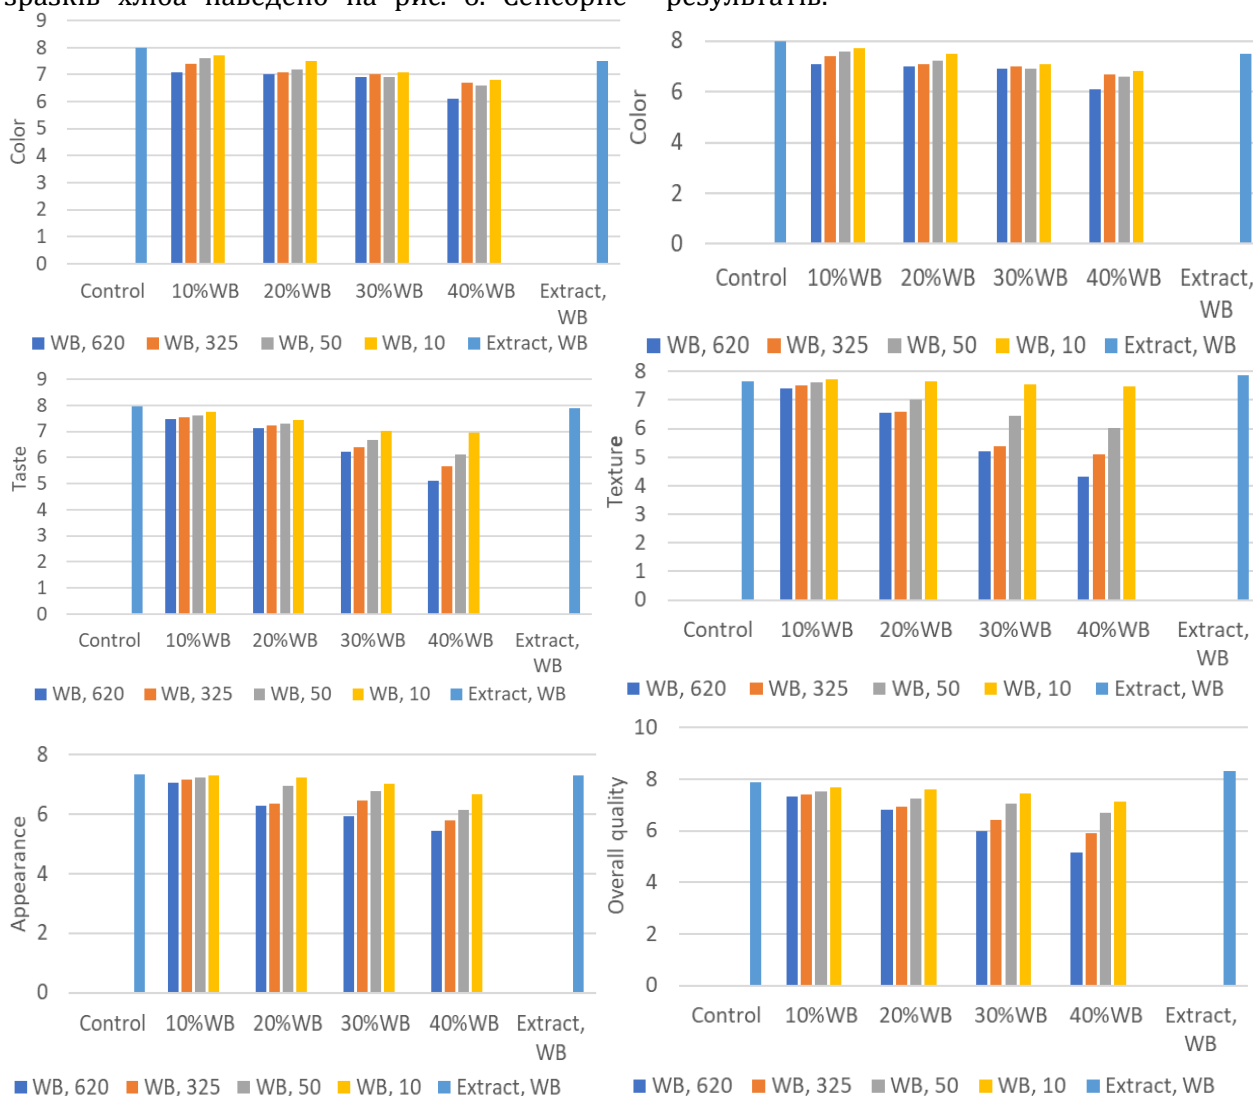 зразків хліба наведено на рис. Сенсорне
результатів.
9
8
7
6
5
4
3
2
1
0
Color
Control 10%WB 20%WB 30%WB 40%WB Extract,
WB
WB, 620 WB, 325 WB, 50 WB, 10 Extract, WB
8
6
4
2
0
Color
Control 10%WB 20%WB 30%WB 40%WB Extract,
WB
WB, 620 WB, 325 WB, 50 WB, 10 Extract, WB
9
8
7
6
5
4
3
2
1
0
Taste
Control 10%WB 20%WB 30%WB 40%WB Extract,
WB
WB, 620 WB, 325 WB, 50 WB, 10 Extract, WB
8
7
6
5
4
3
2
1
0
Texture
Control 10%WB 20%WB 30%WB 40%WB Extract,
WB
WB, 620 WB, 325 WB, 50 WB, 10 Extract, WB
8
6
4
2
0
Appearance
Control 10%WB 20%WB 30%WB 40%WB Extract,
WB
WB, 620 WB, 325 WB, 50 WB, 10 Extract, WB
10
8
6
4
2
0
Overall quality
Control 10%WB 20%WB 30%WB 40%WB Extract,
WB
WB, 620 WB, 325 WB, 50 WB, 10 Extract, WB